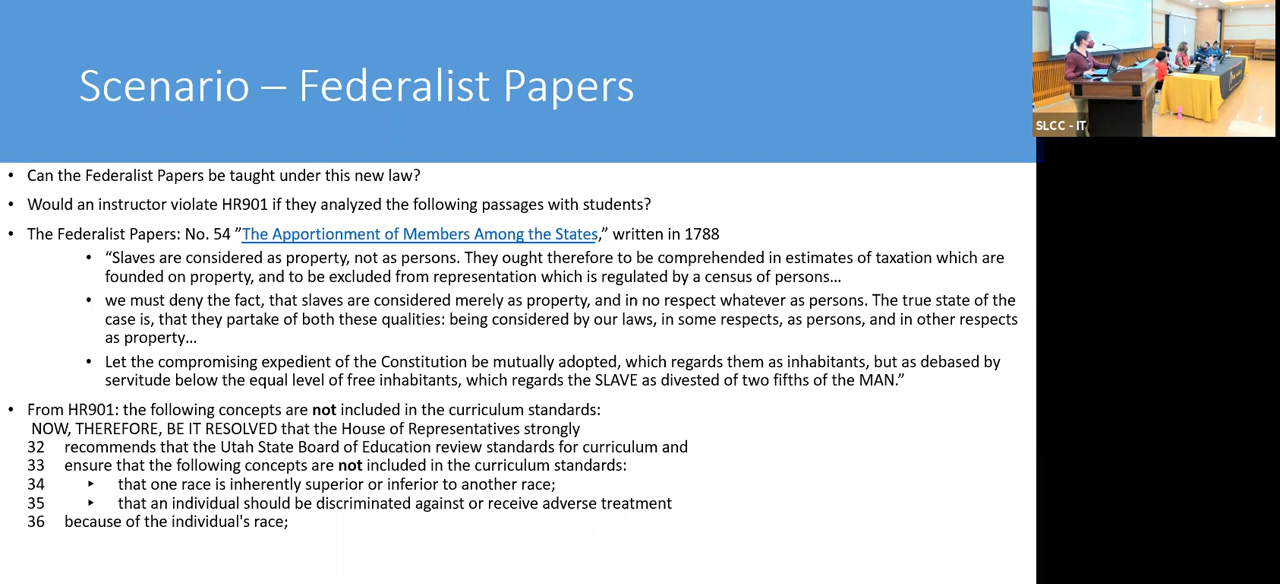 Scenario – Federalist Papers
SLCC - IT
• Can the Federalist Papers be taught under this new law?
• Would an instructor violate HR901 if they analyzed the following passages with students?
• The Federalist Papers: No. 54 ”The Apportionment of Members Among the States,” written in 1788
• “Slaves are considered as property, not as persons. They ought therefore to be comprehended in estimates of taxation which are
founded on property, and to be excluded from representation which is regulated by a census of persons…
• we must deny the fact, that slaves are considered merely as property, and in no respect whatever as persons. The true state of the
case is, that they partake of both these qualities: being considered by our laws, in some respects, as persons, and in other respects
as property…
• Let the compromising expedient of the Constitution be mutually adopted, which regards them as inhabitants, but as debased by
servitude below the equal level of free inhabitants, which regards the SLAVE as divested of two fifths of the MAN.”
• From HR901: the following concepts are not included in the curriculum standards:
NOW, THEREFORE, BE IT RESOLVED that the House of Representatives strongly
32 recommends that the Utah State Board of Education review standards for curriculum and
33 ensure that the following concepts are not included in the curriculum standards:
34 ▸ that one race is inherently superior or inferior to another race;
35 ▸ that an individual should be discriminated against or receive adverse treatment
36 because of the individual's race;